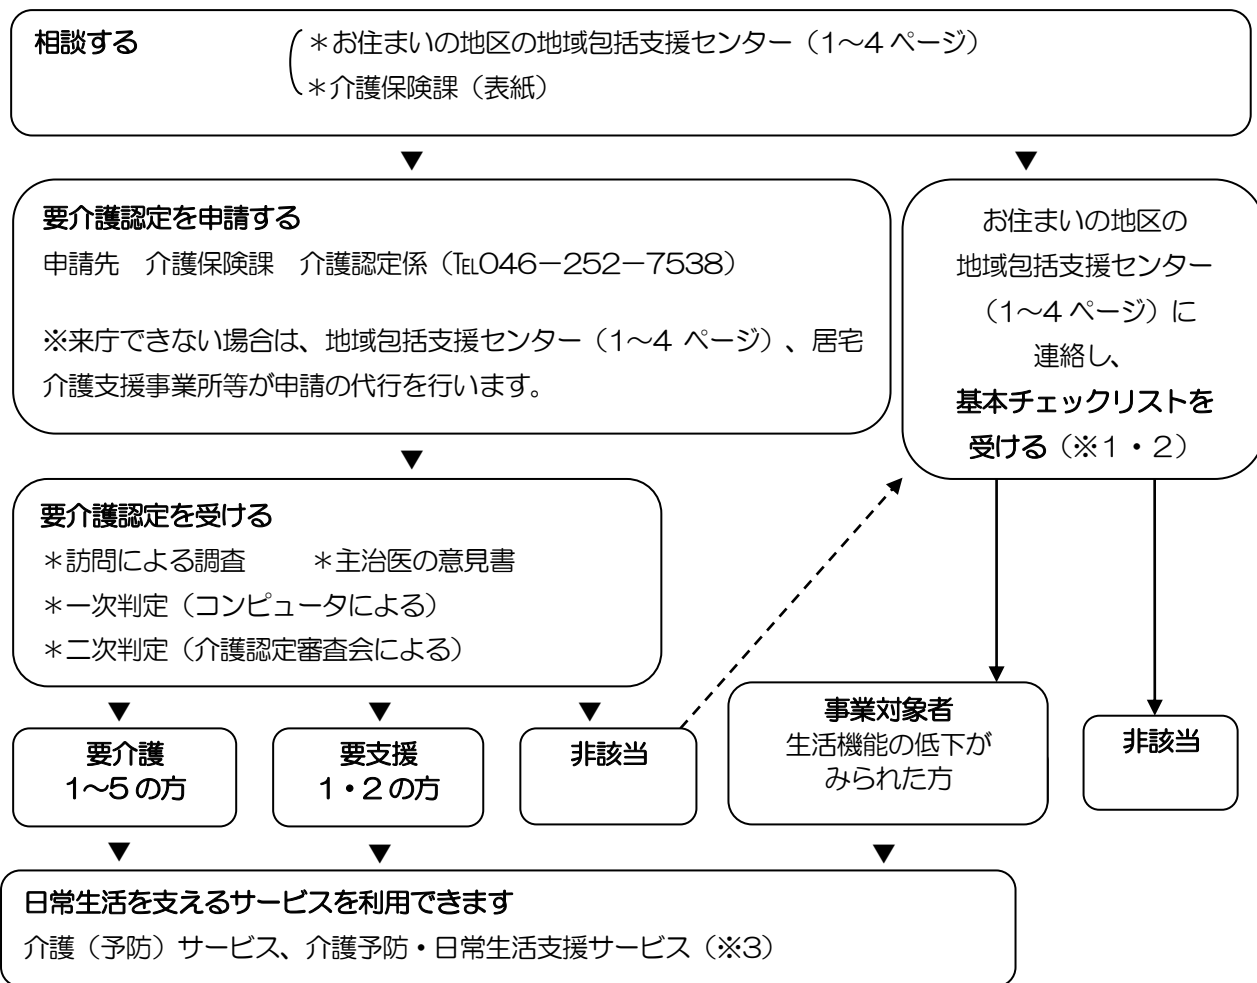 相談する
＊お住まいの地区の地域包括支援センター（1～4 ページ）
＊介護保険課（表紙）
▼ ▼
要介護認定を申請する
申請先　介護保険課　介護認定係（℡046－252－7538）
※来庁できない場合は、地域包括支援センター（1～4 ページ）、居宅
介護支援事業所等が申請の代行を行います。
お住まいの地区の
地域包括支援センター
（1～4 ページ）に
連絡し、
基本チェックリストを
受ける（※１・２）
▼
要介護認定を受ける
＊訪問による調査　　＊主治医の意見書
＊一次判定（コンピュータによる）
＊二次判定（介護認定審査会による）
▼ ▼ ▼
要介護
1～5 の方
要支援
1・2 の方
非該当
事業対象者
生活機能の低下が
みられた方
非該当
▼ ▼ ▼
日常生活を支えるサービスを利用できます
介護（予防）サービス、介護予防・日常生活支援サービス（※3）